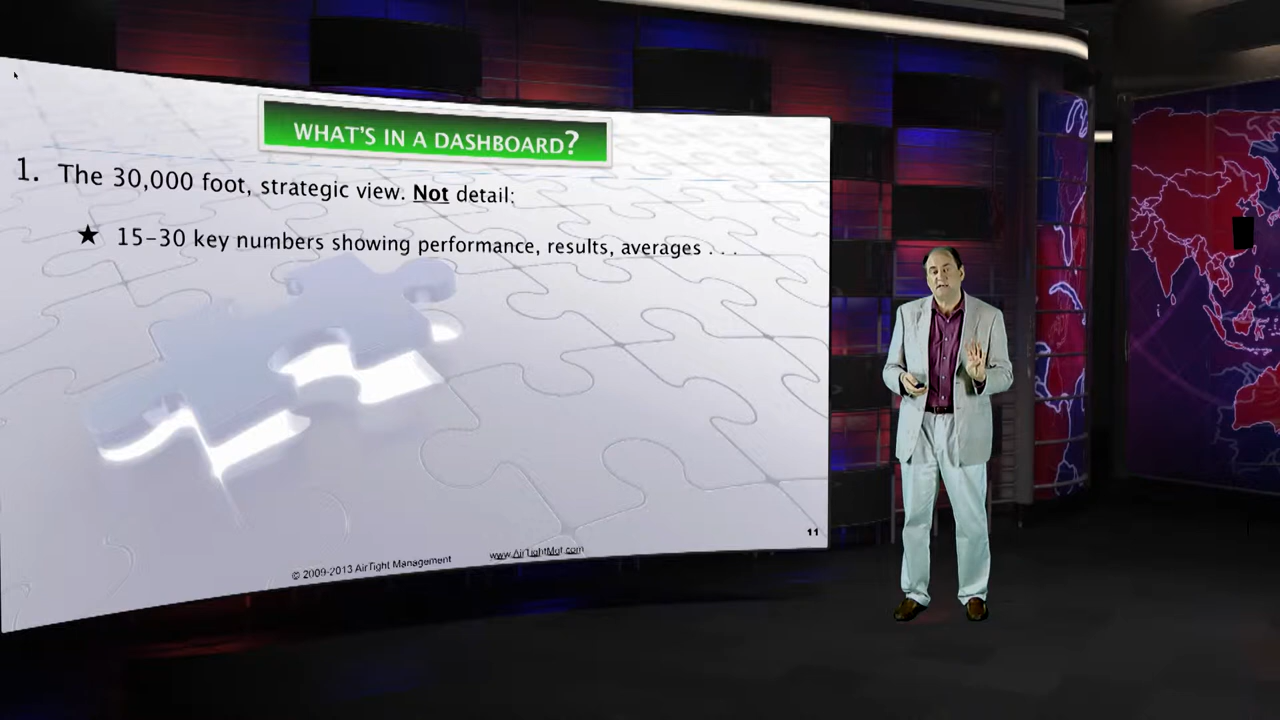 WHAT'S IN A DASHBOARD?
1. The 30,000 foot, strategic view. Not detail:
★ 15-30 key numbers showing performance, results, averages . . .
11
© 2009-2013 AirTight Management www.AirTightMgt.com